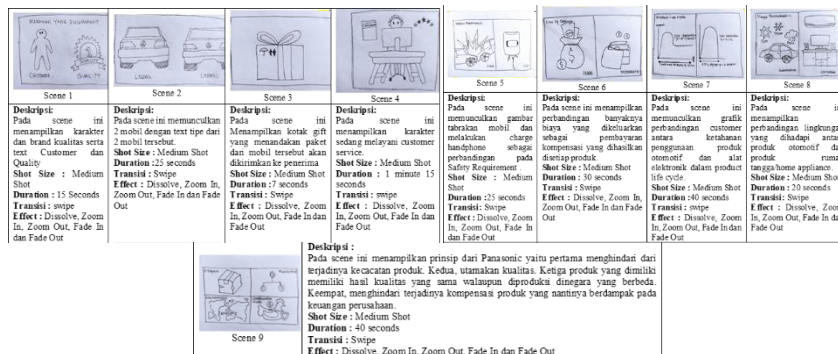 CUSTOMER
QUALITY
Scene 1
Scene 2
Scene 3
Scene 4
Scene 5
Scene 6
Scene 7
Scene 8
Deskripsi:
Pada scene ini
menampilkan karakter
dan brand kualitas serta
text Customer dan
Quality
Shot Size : Medium
Shot
Duration : 15 Seconds
Transisi : Swipe
Effect : Dissolve, Zoom
In, Zoom Out, Fade In
dan Fade Out
Deskripsi:
Pada scene ini memunculkan
2 mobil dengan text tipe dari
2 mobil tersebut.
Shot Size : Medium Shot
Duration :25 seconds
Transisi : Swipe
Effect : Dissolve, Zoom In,
Zoom Out, Fade In dan Fade
Out
Deskripsi:
Pada scene ini
Menampilkan kotak gift
yang menandakan paket
dari mobil tersebut akan
dikirimkan ke penerima
Shot Size : Medium Shot
Duration :7 seconds
Transisi : swipe
Effect : Dissolve, Zoom
In, Zoom Out, Fade In dan
Fade Out
Deskripsi:
Pada scene ini
menampilkan karakter
sedang melayani customer
service.
Shot Size : Medium Shot
Duration : 1 minute 15
seconds
Transisi : Swipe
Effect : Dissolve, Zoom
In, Zoom Out, Fade In dan
Fade Out
Deskripsi:
Pada scene ini
memunculkan gambar
tabrakan mobil dan
melakukan charge
handphone sebagai
perbandingan pada
Safety Requirement
Shot Size : Medium
Shot
Duration :25 seconds
Transisi : Swipe
Effect : Dissolve, Zoom
In, Zoom Out, Fade In
dan Fade Out
Deskripsi:
Pada scene ini menampilkan
perbandingan banyaknya
biaya yang dikeluarkan
sebagai pembayaran
kompensasi yang dihasilkan
disetiap produk.
Shot Size : Medium Shot
Duration : 30 seconds
Transisi : Swipe
Effect : Dissolve, Zoom In,
Zoom Out, Fade In dan Fade
Out
Deskripsi:
Pada scene ini
memunculkan grafik
perbandingan customer
antara ketahanan
penggunaan produk
otomotif dan alat
elektronik dalam product
life cycle.
Shot Size : Medium Shot
Duration :40 seconds
Transisi : swipe
Effect : Dissolve, Zoom
In, Zoom Out, Fade In dan
Fade Out
Deskripsi:
Pada scene
menampilkan
perbandingan
yang dihadapi
produk otomotif
produk
tangga/home appliance.
Shot Size : Medium
Duration : 20 seconds
Transisi : Swipe
Effect : Dissolve,
In, Zoom Out, Fade In
Fade Out
Scene 9
Deskripsi :
Pada scene ini menampilkan prinsip dari Panasonic yaitu pertama menghindari dari
terjadinya kecacatan produk. Kedua, utamakan kualitas. Ketiga produk yang dimiliki
memiliki hasil kualitas yang sama walaupun diproduksi dinegara yang berbeda.
Keempat, menghindari terjadinya kompensasi produk yang nantinya berdampak pada
keuangan perusahaan.
Shot Size : Medium Shot
Duration : 40 seconds
Transisi : Swipe
Effect : Dissolve, Zoom In, Zoom Out, Fade In dan Fade Out